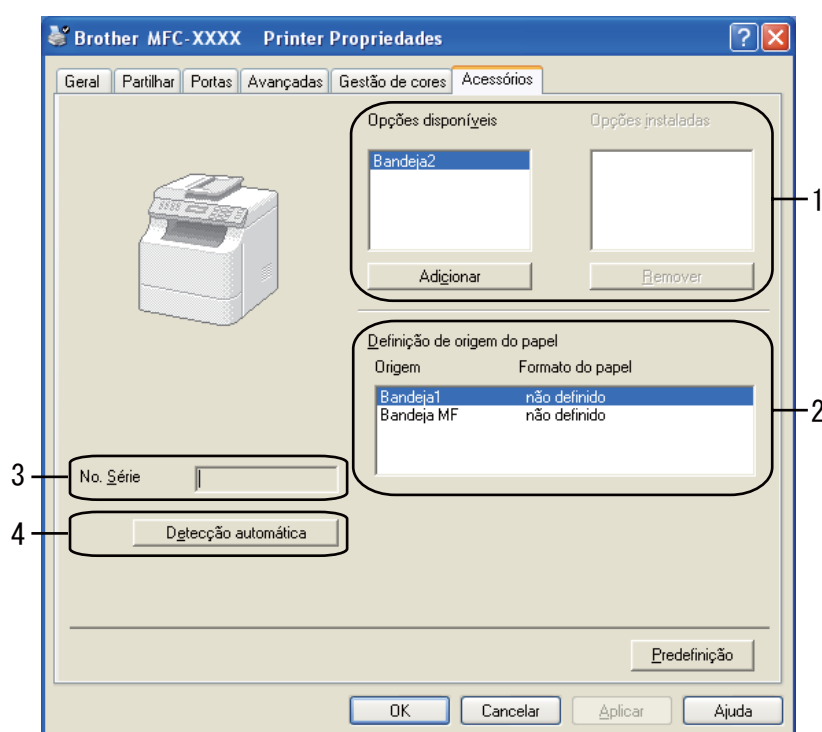 Brother MFC-XXXX Printer Propriedades
Geral Partilhar Portas Avançadas Gestão de cores Acessórios
Opções disponíveis Opções instaladas
Bandeja2
1
Adicionar Remover
Definição de origem do papel
Origem Formato do papel
Bandeja1 não definido
Bandeja MF não definido
2
3 No. Série
4 Detecção automática
Predefinição
OK Cancelar Aplicar Ajuda